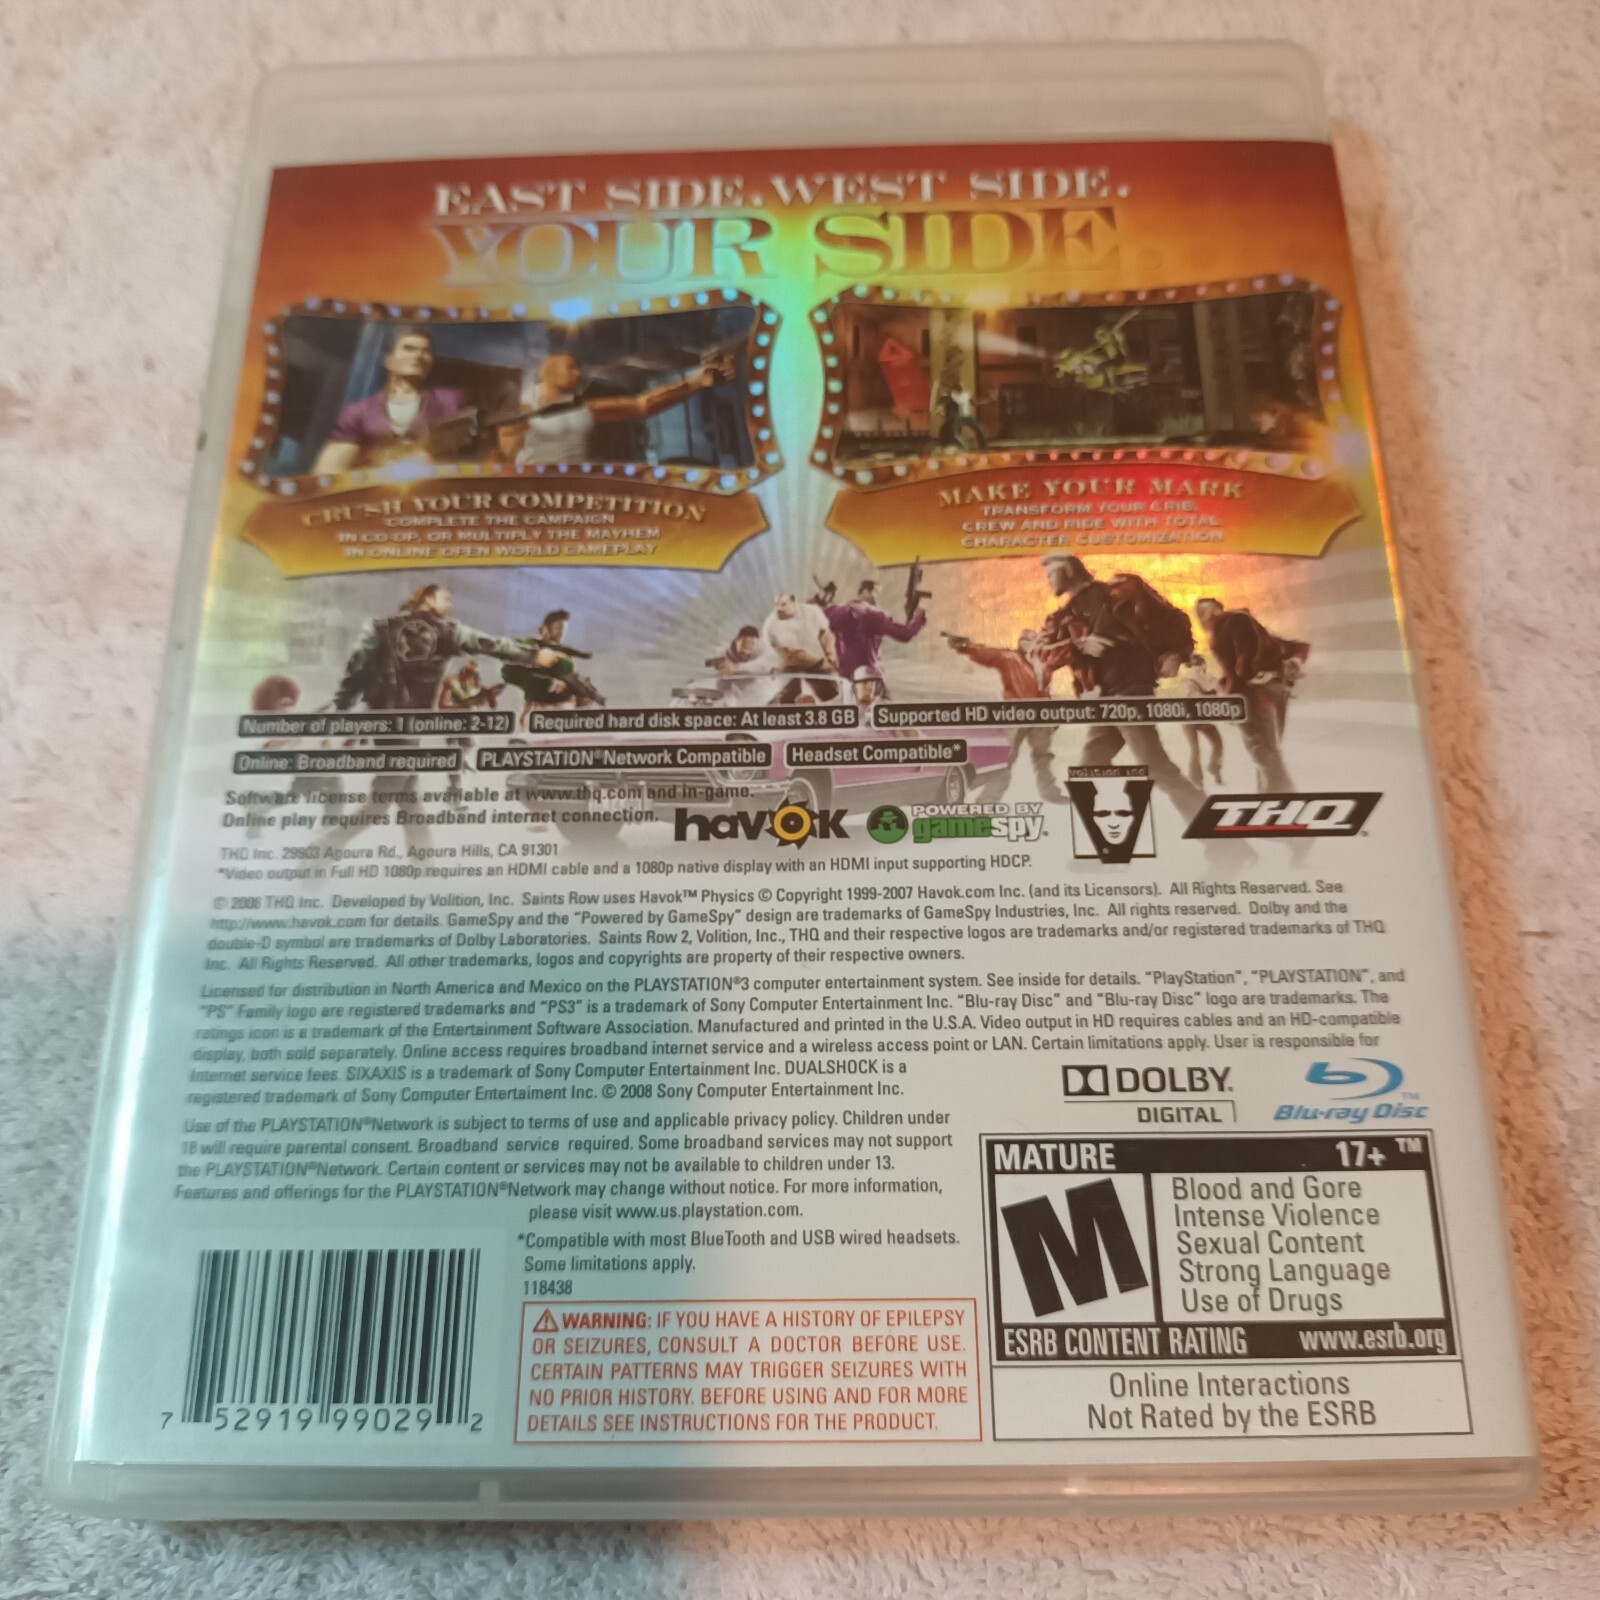 EAST SIDE. WEST SIDE.
YOUR SIDE.
CRUSH YOUR COMPETITION
COMPLETE THE CAMPAIGN
IN CO-OP, OR MULTIPLY THE MAYHEM
IN ONLINE OPEN WORLD GAMEPLAY
MAKE YOUR MARK
TRANSFORM YOUR CRIB,
CREW AND RIDE WITH TOTAL
CHARACTER CUSTOMIZATION
Number of players: 1 (online: 2-12)
Required hard disk space: At least 3.8 GB
Supported HD video output: 720p, 1080i, 1080p
Online: Broadband required
PLAYSTATION®Network Compatible
Headset Compatible*
Software license terms available at www.thq.com and in-game.
Online play requires Broadband internet connection.
havok
POWERED BY
gamespy.
volition inc
THQ
THQ Inc. 29903 Agoura Rd., Agoura Hills, CA 91301
*Video output in Full HD 1080p requires an HDMI cable and a 1080p native display with an HDMI input supporting HDCP.
© 2008 THQ Inc. Developed by Volition, Inc. Saints Row uses Havok™ Physics © Copyright 1999-2007 Havok.com Inc. (and its Licensors). All Rights Reserved. See
http://www.havok.com for details. GameSpy and the "Powered by GameSpy" design are trademarks of GameSpy Industries, Inc. All rights reserved. Dolby and the
double-D symbol are trademarks of Dolby Laboratories. Saints Row 2, Volition, Inc., THQ and their respective logos are trademarks and/or registered trademarks of THQ
Inc. All Rights Reserved. All other trademarks, logos and copyrights are property of their respective owners.
Licensed for distribution in North America and Mexico on the PLAYSTATION®3 computer entertainment system. See inside for details. "PlayStation", "PLAYSTATION", and
"PS" Family logo are registered trademarks and "PS3" is a trademark of Sony Computer Entertainment Inc. "Blu-ray Disc" and "Blu-ray Disc" logo are trademarks. The
ratings icon is a trademark of the Entertainment Software Association. Manufactured and printed in the U.S.A. Video output in HD requires cables and an HD-compatible
display, both sold separately. Online access requires broadband internet service and a wireless access point or LAN. Certain limitations apply. User is responsible for
Internet service fees. SIXAXIS is a trademark of Sony Computer Entertainment Inc. DUALSHOCK is a
registered trademark of Sony Computer Entertaiment Inc. © 2008 Sony Computer Entertainment Inc.
DOLBY.
DIGITAL
Blu-ray Disc™
Use of the PLAYSTATION®Network is subject to terms of use and applicable privacy policy. Children under
18 will require parental consent. Broadband service required. Some broadband services may not support
the PLAYSTATION®Network. Certain content or services may not be available to children under 13.
Features and offerings for the PLAYSTATION®Network may change without notice. For more information,
please visit www.us.playstation.com.
*Compatible with most BlueTooth and USB wired headsets.
Some limitations apply.
118438
WARNING: IF YOU HAVE A HISTORY OF EPILEPSY
OR SEIZURES, CONSULT A DOCTOR BEFORE USE.
CERTAIN PATTERNS MAY TRIGGER SEIZURES WITH
NO PRIOR HISTORY. BEFORE USING AND FOR MORE
DETAILS SEE INSTRUCTIONS FOR THE PRODUCT.
7 52919 99029 2
MATURE 17+ ™
M
Blood and Gore
Intense Violence
Sexual Content
Strong Language
Use of Drugs
ESRB CONTENT RATING www.esrb.org
Online Interactions
Not Rated by the ESRB